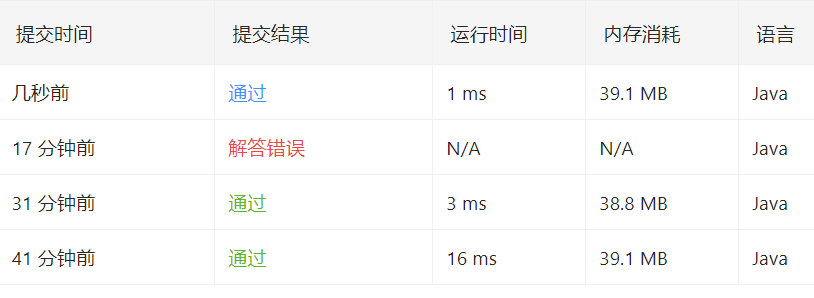 提交时间 提交结果 运行时间 内存消耗 语言
几秒前 通过 1 ms 39.1 MB Java
17 分钟前 解答错误 N/A N/A Java
31 分钟前 通过 3 ms 38.8 MB Java
41 分钟前 通过 16 ms 39.1 MB Java